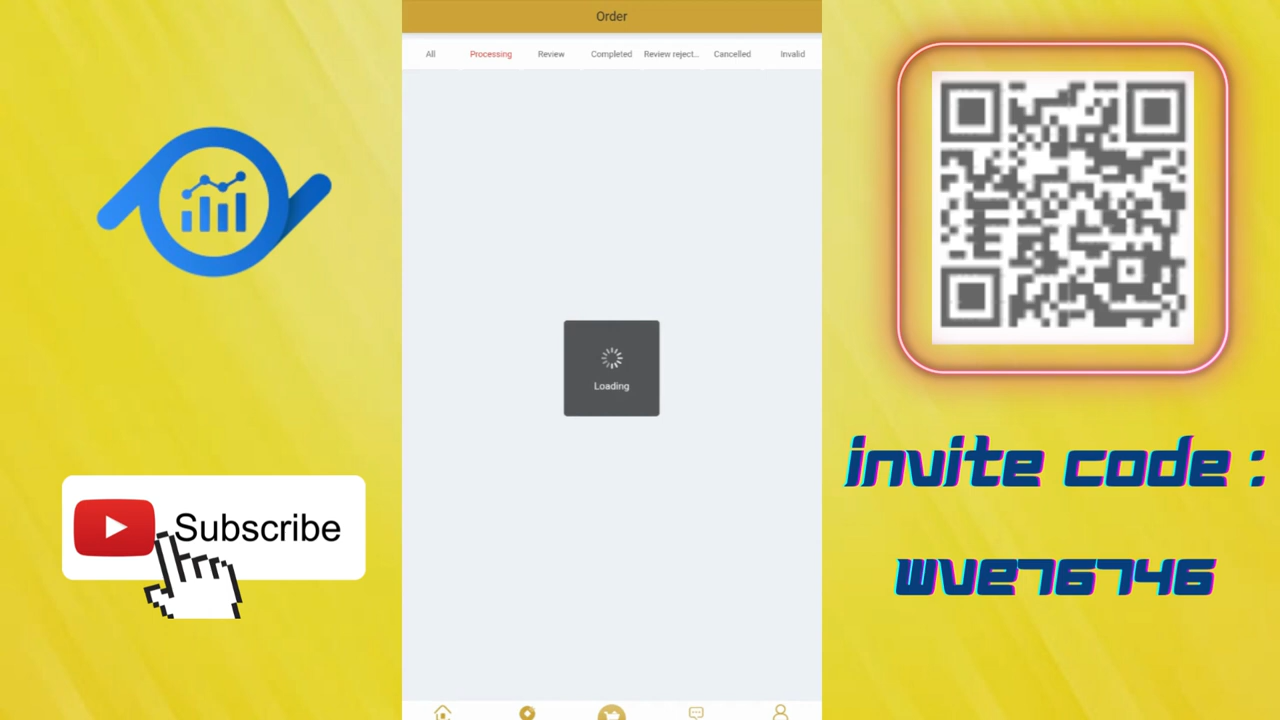 Order
All Processing Review Completed Review reject... Cancelled Invalid
Loading
Subscribe
invite code :
wve76746